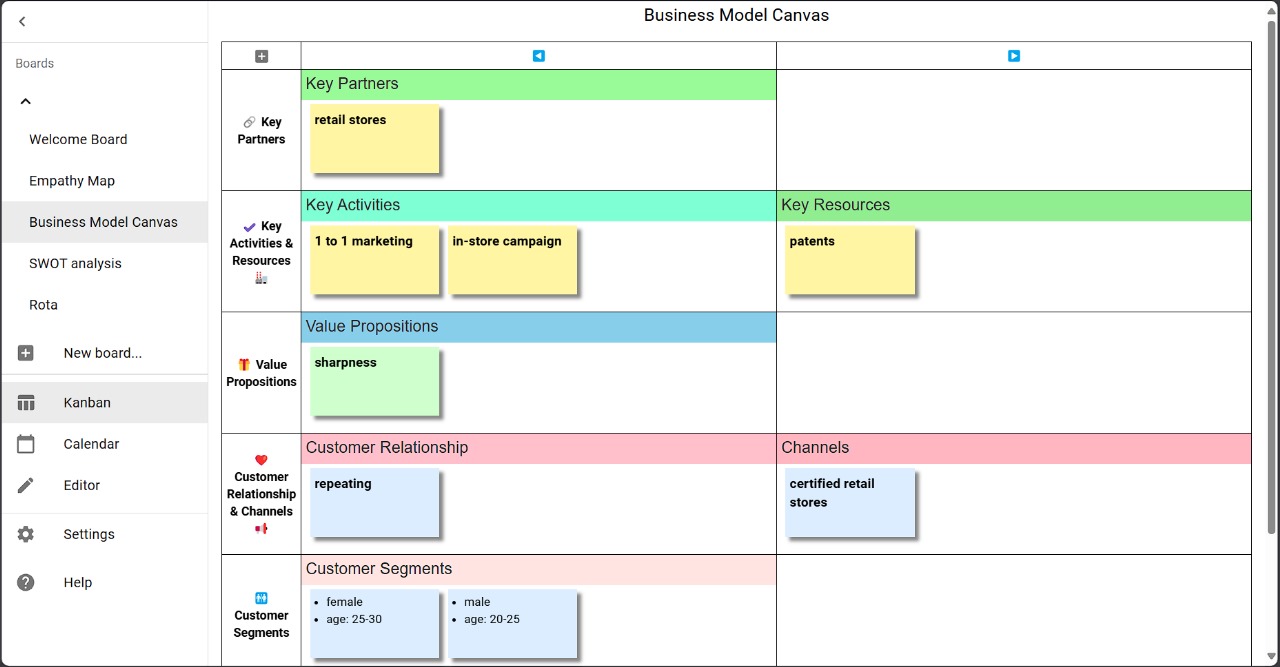 Business Model Canvas
Boards
Welcome Board
Empathy Map
Business Model Canvas
SWOT analysis
Rota
New board...
Kanban
Calendar
Editor
Settings
Help
Key Partners
Key
Partners
retail stores
Key Activities
Key Resources
Key
Activities &
Resources
1 to 1 marketing
in-store campaign
patents
Value Propositions
Value
Propositions
sharpness
Customer Relationship
Channels
Customer
Relationship
& Channels
repeating
certified retail
stores
Customer Segments
Customer
Segments
• female
• age: 25-30
• male
• age: 20-25